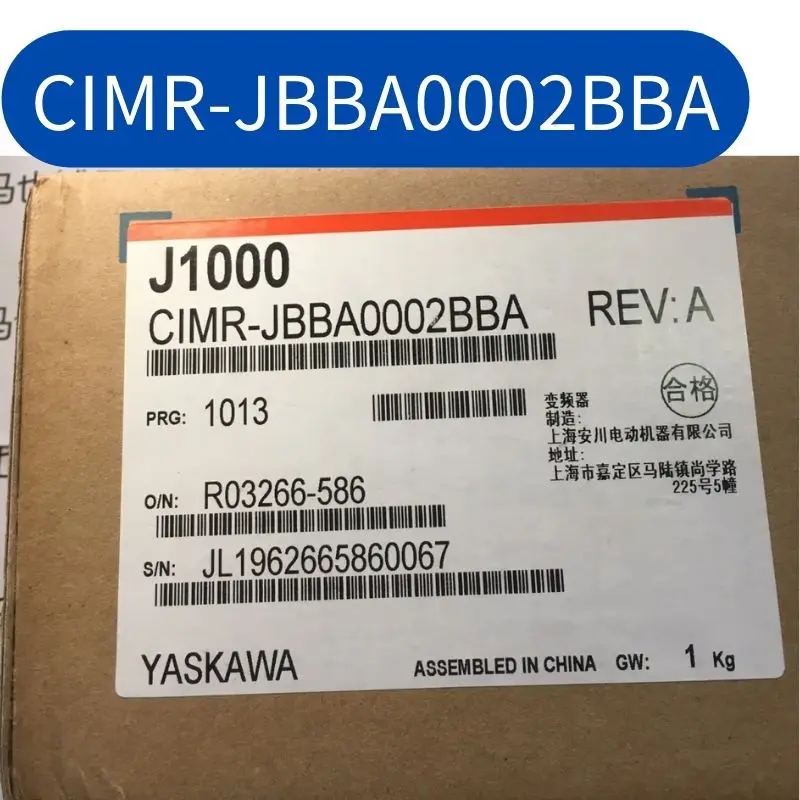 CIMR-JBBA0002BBA
J1000
CIMR-JBBA0002BBA
REV: A
PRG: 1013
合格
变频器
制造:
上海安川电动机器有限公司
地址:
上海市嘉定区马陆镇尚学路
225号5幢
O/N: R03266-586
S/N: JL1962665860067
YASKAWA
ASSEMBLED IN CHINA GW: 1 Kg